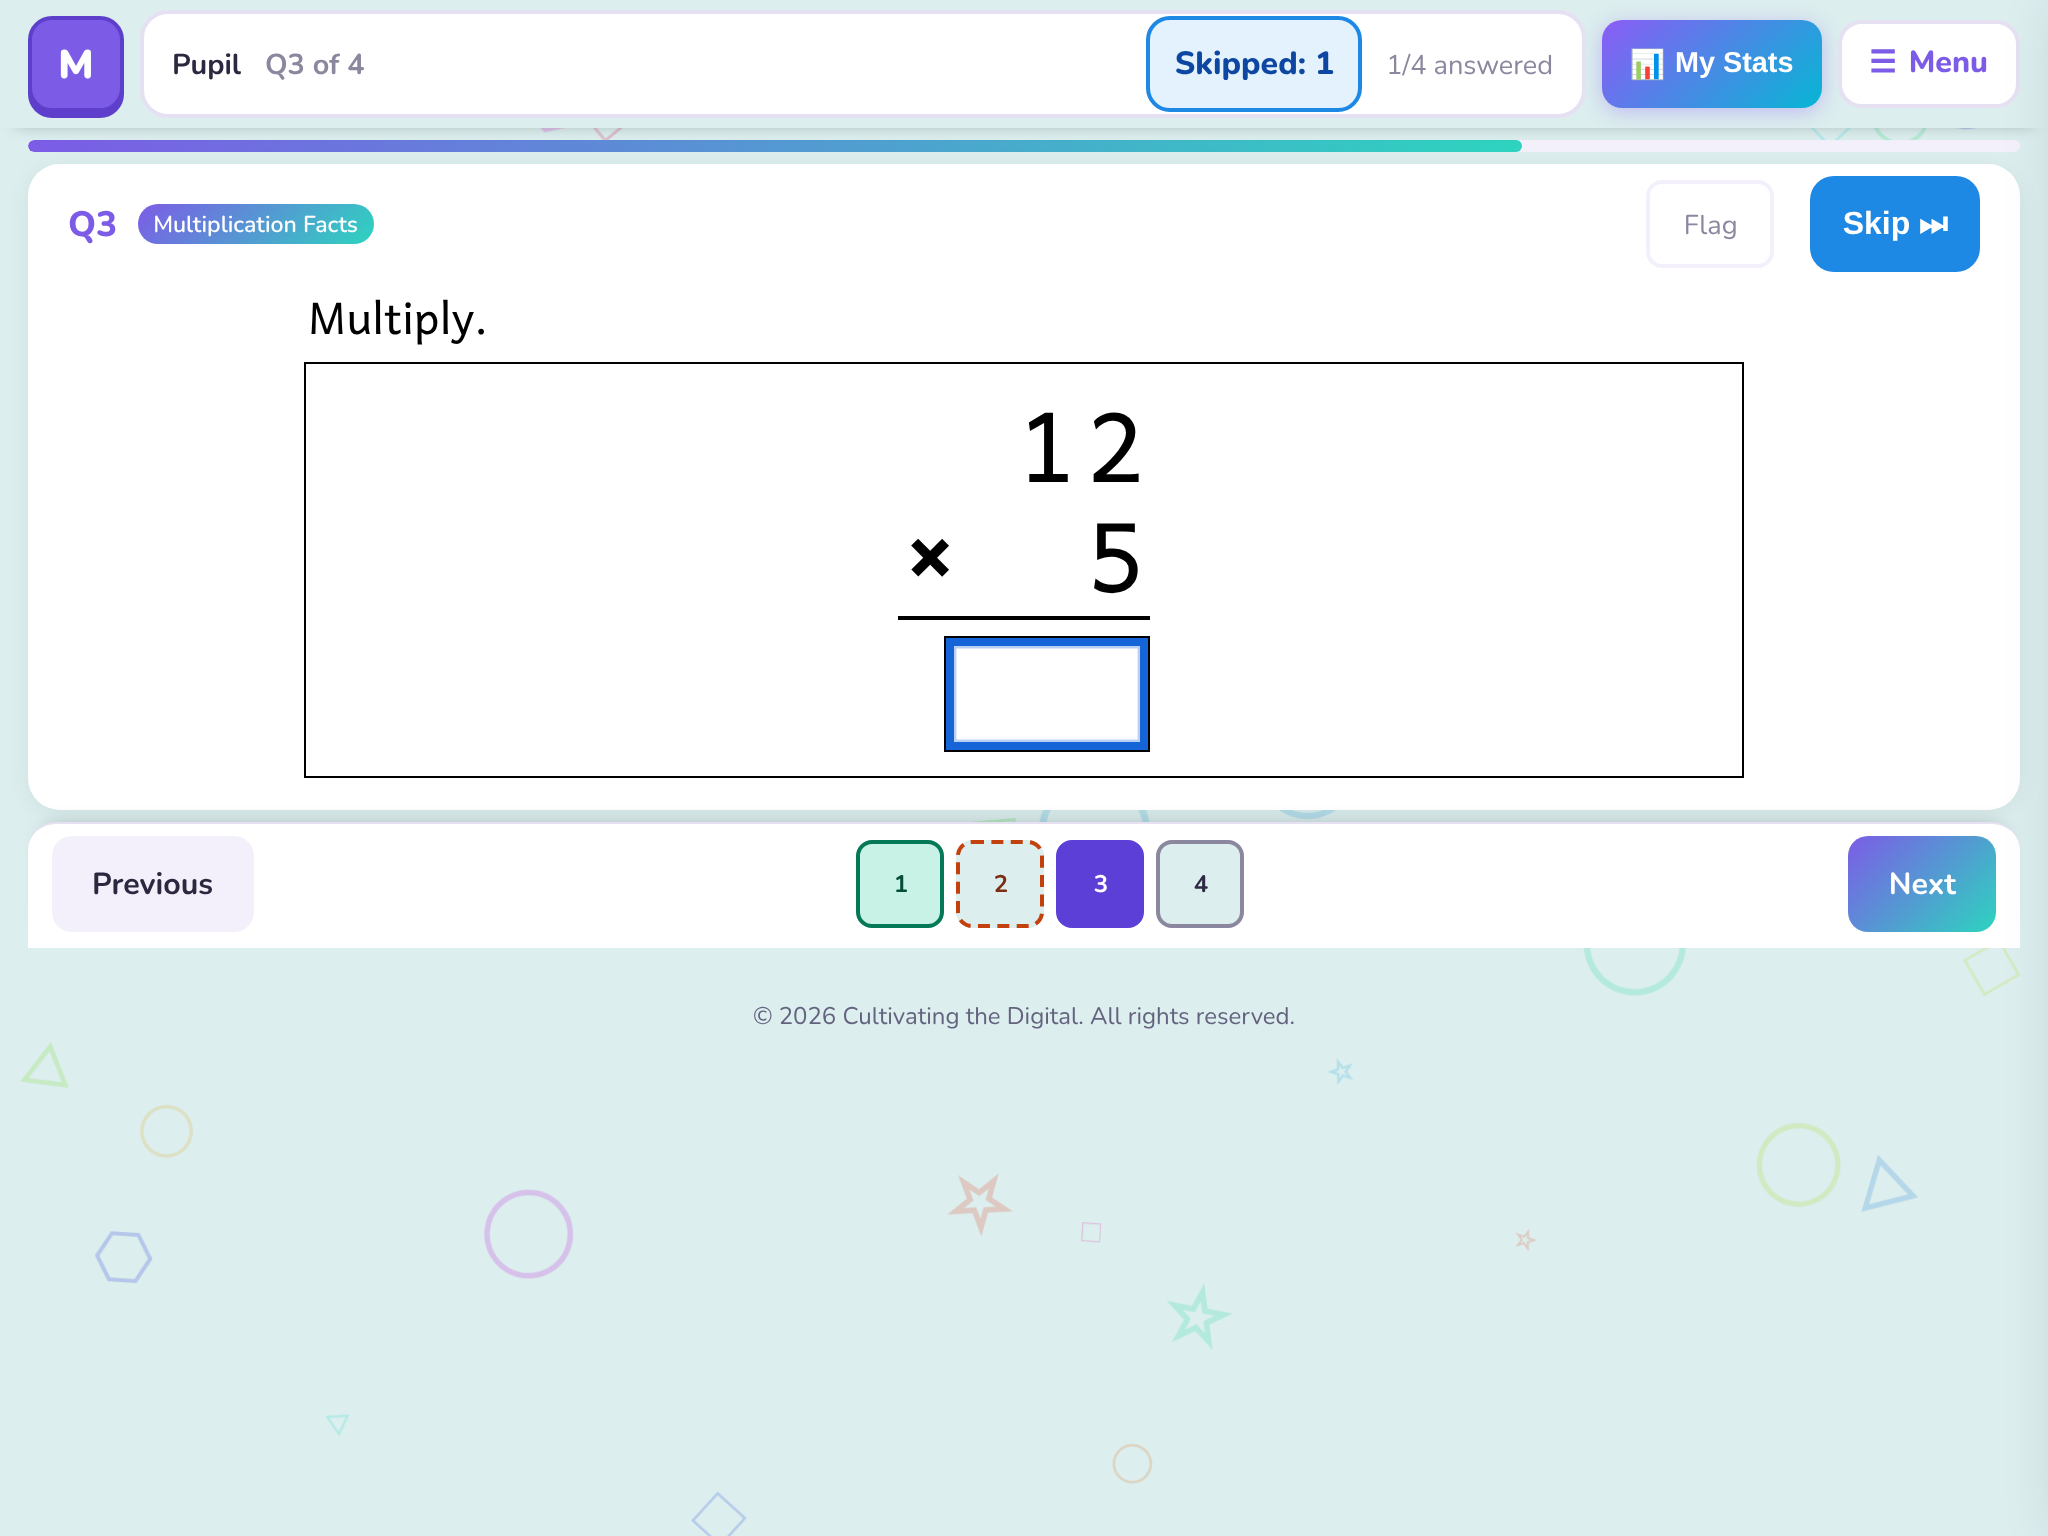 M
Pupil Q3 of 4
Skipped: 1
1/4 answered
📊 My Stats
☰ Menu
Q3 Multiplication Facts
Flag
Skip ⏭
Multiply.
12
× 5
Previous
1 2 3 4
Next
© 2026 Cultivating the Digital. All rights reserved.